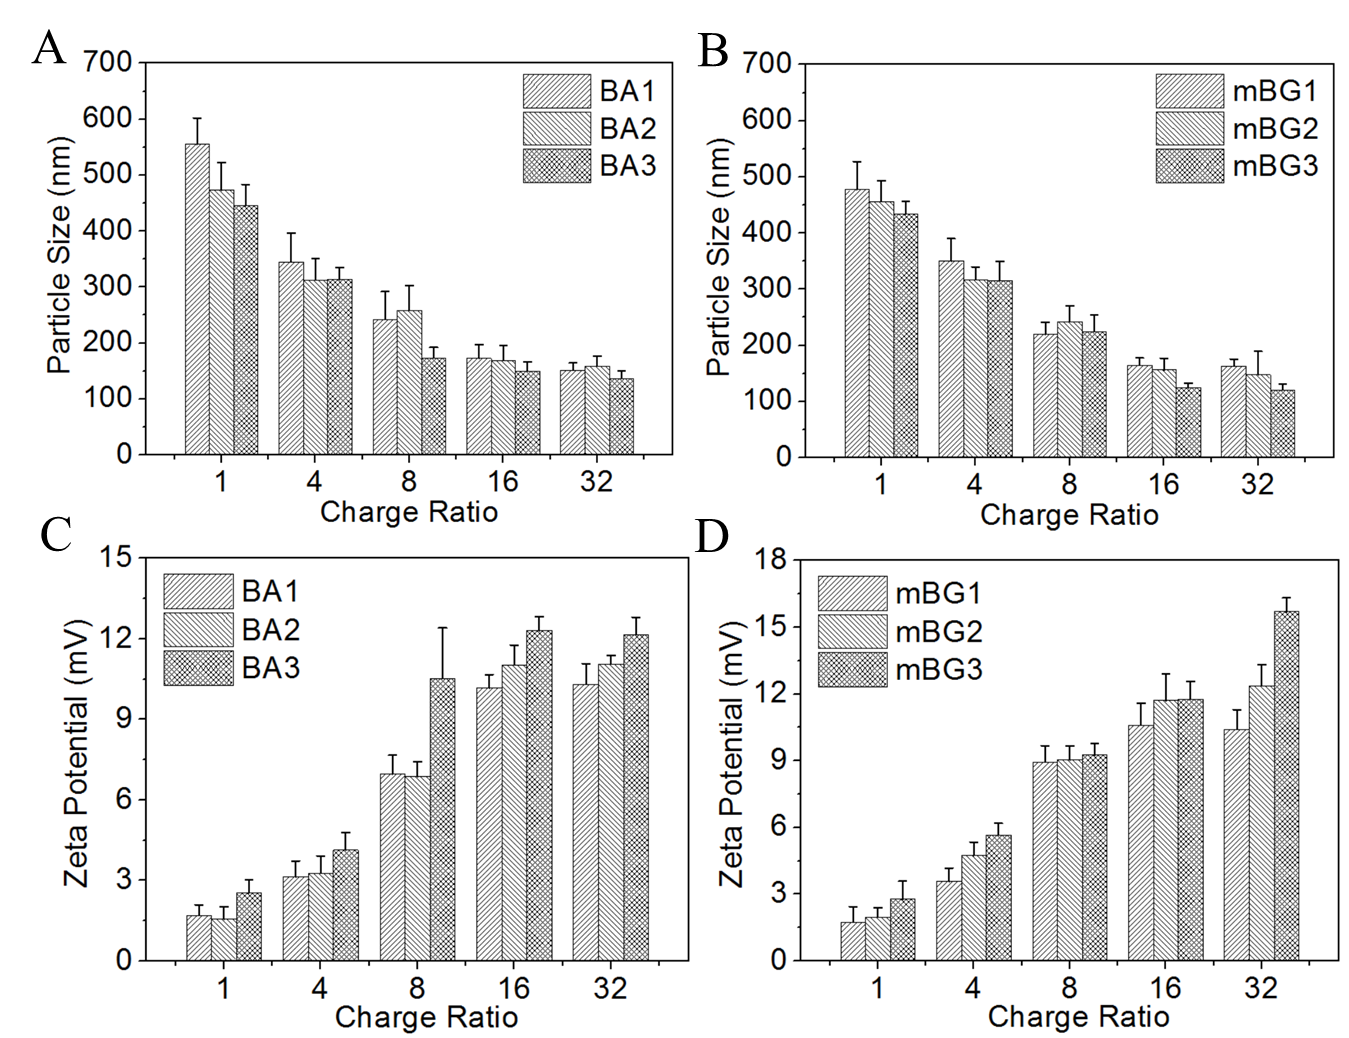 A
700
600
500
400
300
200
100
0
Particle Size (nm)
BA1
BA2
BA3
1 4 8 16 32
Charge Ratio
B
700
600
500
400
300
200
100
0
Particle Size (nm)
mBG1
mBG2
mBG3
1 4 8 16 32
Charge Ratio
C
15
12
9
6
3
0
Zeta Potential (mV)
BA1
BA2
BA3
1 4 8 16 32
Charge Ratio
D
18
15
12
9
6
3
0
Zeta Potential (mV)
mBG1
mBG2
mBG3
1 4 8 16 32
Charge Ratio